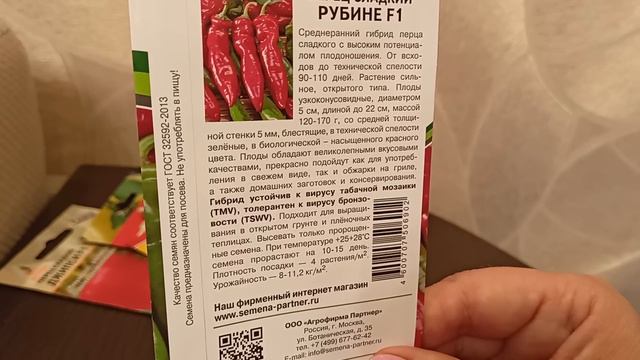 РУБИНЕ F1
Среднеранний гибрид перца
сладкого с высоким потенциа-
лом плодоношения. От всхо-
дов до технической спелости
90-110 дней. Растение силь-
ное, открытого типа. Плоды
узкоконусовидные, диаметром
5 см, длиной до 22 см, массой
120-170 г, со средней толщи-
ной стенки 5 мм, блестящие, в технической спелости
зелёные, в биологической – насыщенного красного
цвета. Плоды обладают великолепными вкусовыми
качествами, прекрасно подойдут как для употреб-
ления в свежем виде, так и обжарки на гриле,
а также домашних заготовок и консервирования.
Гибрид устойчив к вирусу табачной мозаики
(TMV), толерантен к вирусу бронзо-
вости (TSWV). Подходит для выращи-
вания в открытом грунте и плёночных
теплицах. Высевать только пророщен-
ные семена. При температуре +25+28°С
семена прорастают на 10-15 день.
Плотность посадки — 4 растения/м².
Урожайность — 8-11,2 кг/м².
4 600707 506902
Наш фирменный интернет магазин
www.semena-partner.ru
ООО «Агрофирма Партнер»
Россия, г. Москва,
ул. Ботаническая, д. 35
тел. +7 (499) 677-62-42
E-mail: info@semena-partner.ru
Качество семян соответствует ГОСТ 32592-2013
Семена предназначены для посева. Не употреблять в пищу!